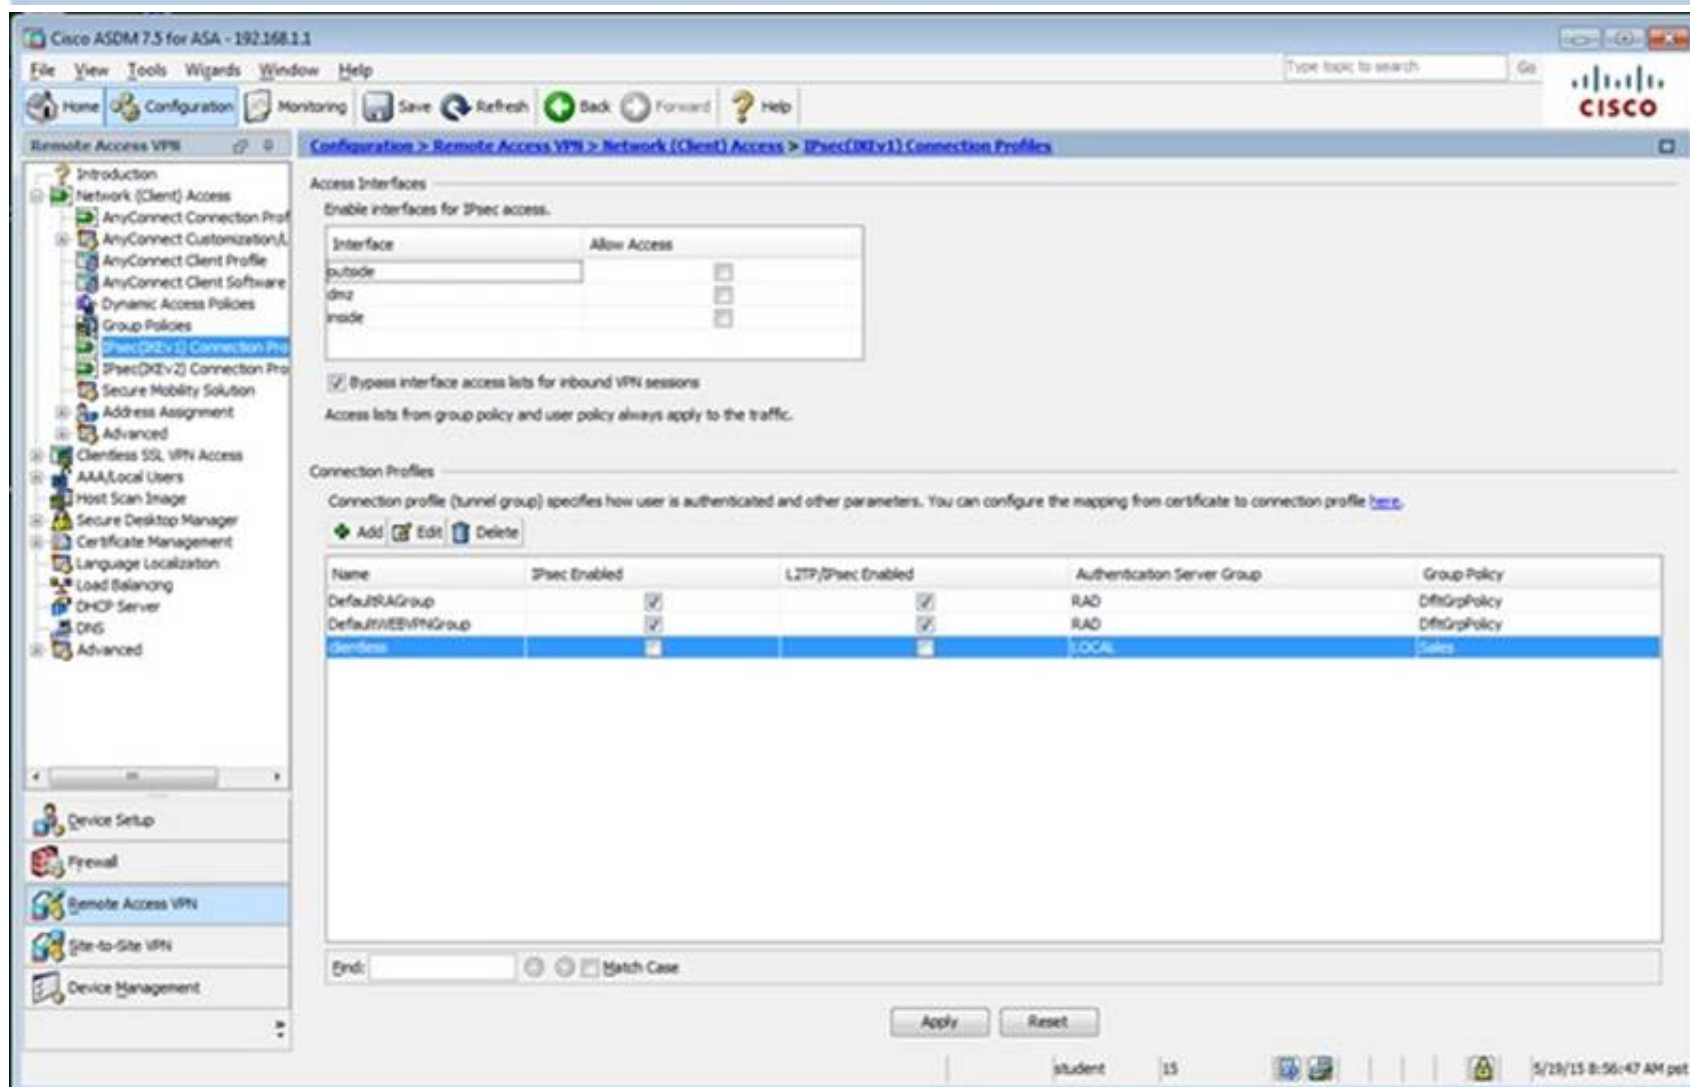 Cisco ASDM 7.5 for ASA - 192.168.1.1
File View Tools Wizards Window Help
Type topic to search Go
Home Configuration Monitoring Save Refresh Back Forward Help
CISCO
Remote Access VPN
Configuration > Remote Access VPN > Network (Client) Access > IPsec(IKEv1) Connection Profiles
Introduction
Network (Client) Access
AnyConnect Connection Prof
AnyConnect Customization/L
AnyConnect Client Profile
AnyConnect Client Software
Dynamic Access Policies
Group Policies
IPsec(IKEv1) Connection Pro
IPsec(IKEv2) Connection Pro
Secure Mobility Solution
Address Assignment
Advanced
Clientless SSL VPN Access
AAA/Local Users
Host Scan Image
Secure Desktop Manager
Certificate Management
Language Localization
Load Balancing
DHCP Server
DNS
Advanced
Device Setup
Firewall
Remote Access VPN
Site-to-Site VPN
Device Management
Access Interfaces
Enable interfaces for IPsec access.
Interface Allow Access
outside
dmz
inside
Bypass interface access lists for inbound VPN sessions
Access lists from group policy and user policy always apply to the traffic.
Connection Profiles
Connection profile (tunnel group) specifies how user is authenticated and other parameters. You can configure the mapping from certificate to connection profile here.
Add Edit Delete
Name IPsec Enabled L2TP/IPsec Enabled Authentication Server Group Group Policy
DefaultRAGroup RAD DfltGrpPolicy
DefaultWEBVPNGroup RAD DfltGrpPolicy
clientless LOCAL Sales
Find: Match Case
Apply Reset
student 15 5/19/15 8:56:47 AM pst